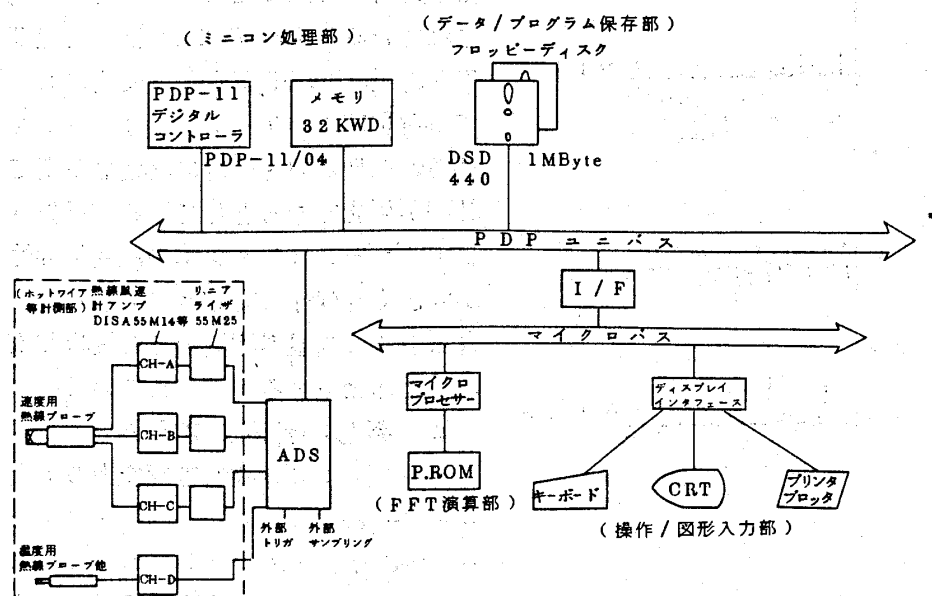 (ミニコン処理部)
(データ/プログラム保存部)
フロッピーディスク
PDP-11
デジタル
コントローラ
メモリ
32KWD
PDP-11/04
DSD
440
1MByte
PDPユニバス
I/F
マイクロバス
(ホットワイア
等計測部)
熱線風速
計アンプ
DISA55M14等
リニア
ライザ
55M25
CH-A
速度用
熱線プローブ
CH-B
CH-C
温度用
熱線プローブ他
CH-D
ADS
外部
トリガ
外部
サンプリング
マイクロ
プロセサー
P.ROM
(FFT演算部)
ディスプレイ
インタフェース
キーボード
CRT
プリンタ
プロッタ
(操作/図形入力部)